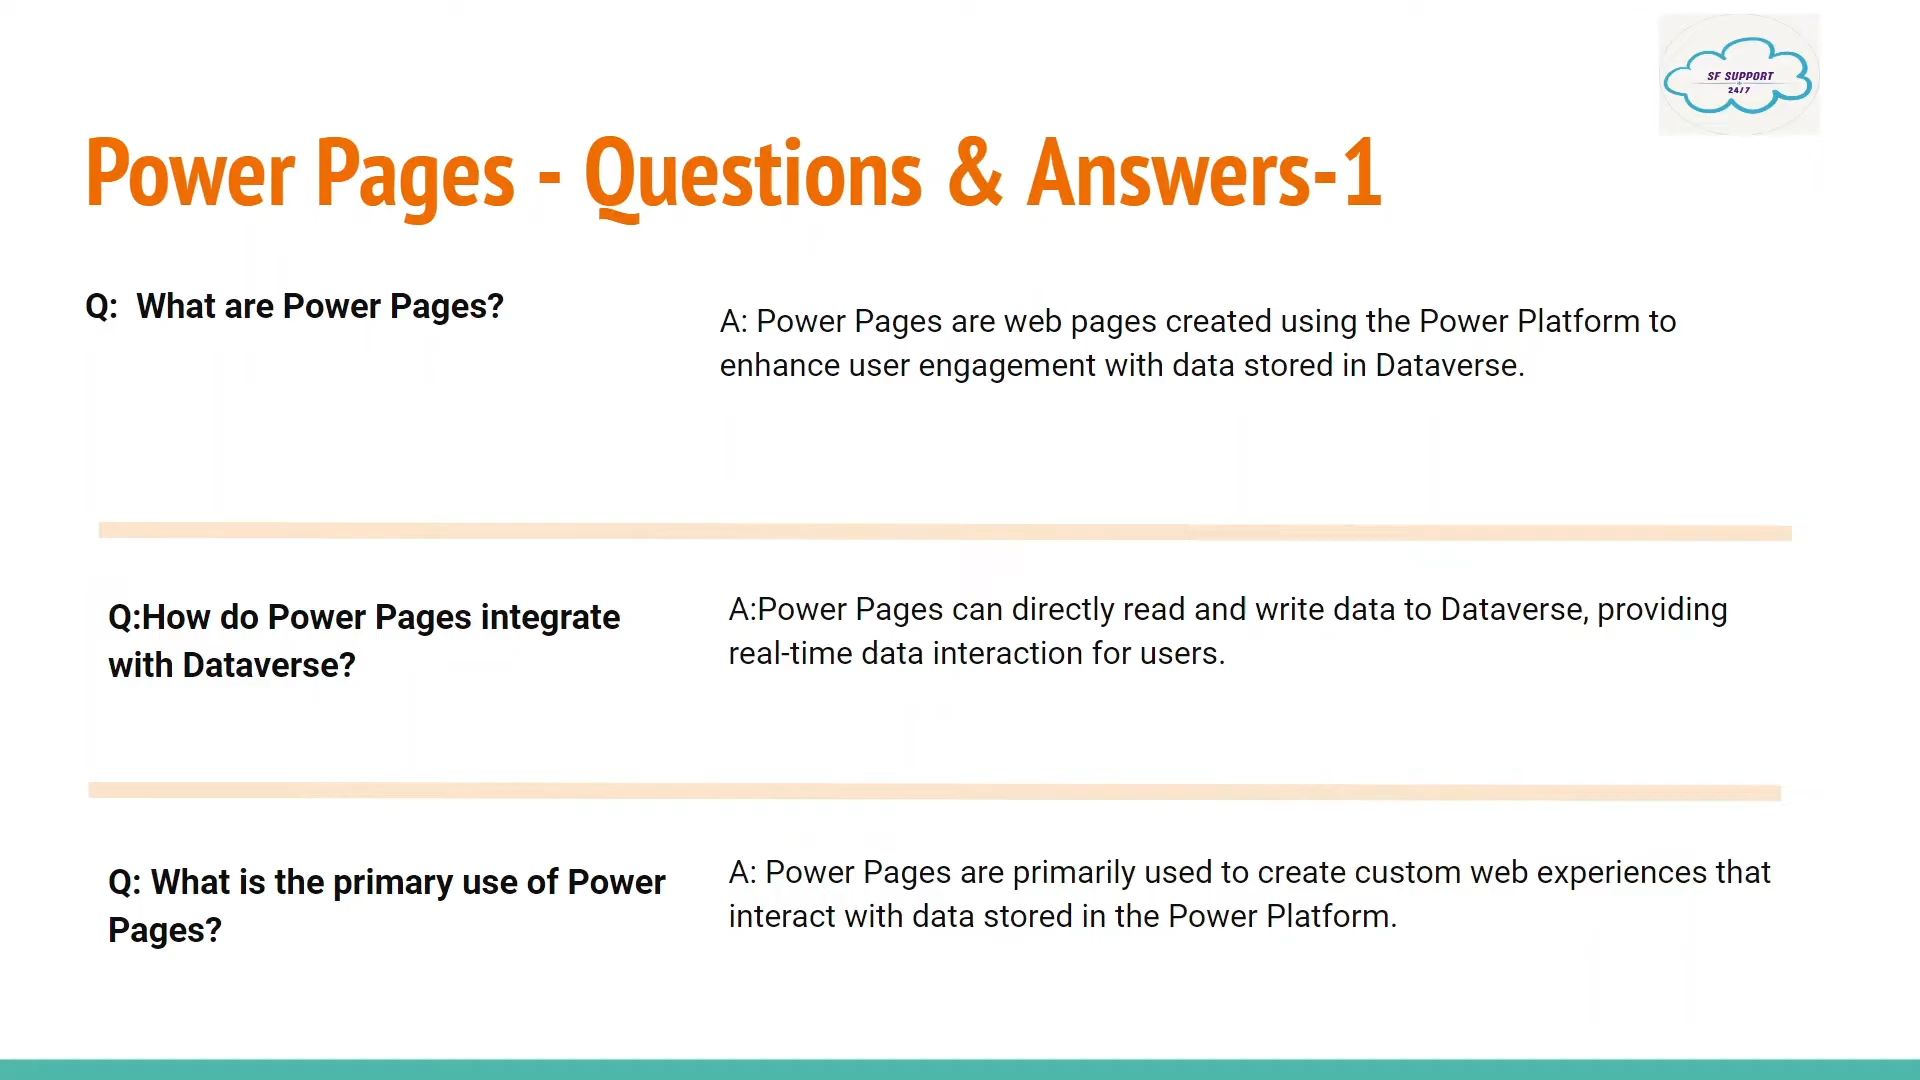 SF SUPPORT
24/7
Power Pages - Questions & Answers-1
Q:  What are Power Pages?
A: Power Pages are web pages created using the Power Platform to
enhance user engagement with data stored in Dataverse.
Q:How do Power Pages integrate
with Dataverse?
A:Power Pages can directly read and write data to Dataverse, providing
real-time data interaction for users.
Q: What is the primary use of Power
Pages?
A: Power Pages are primarily used to create custom web experiences that
interact with data stored in the Power Platform.